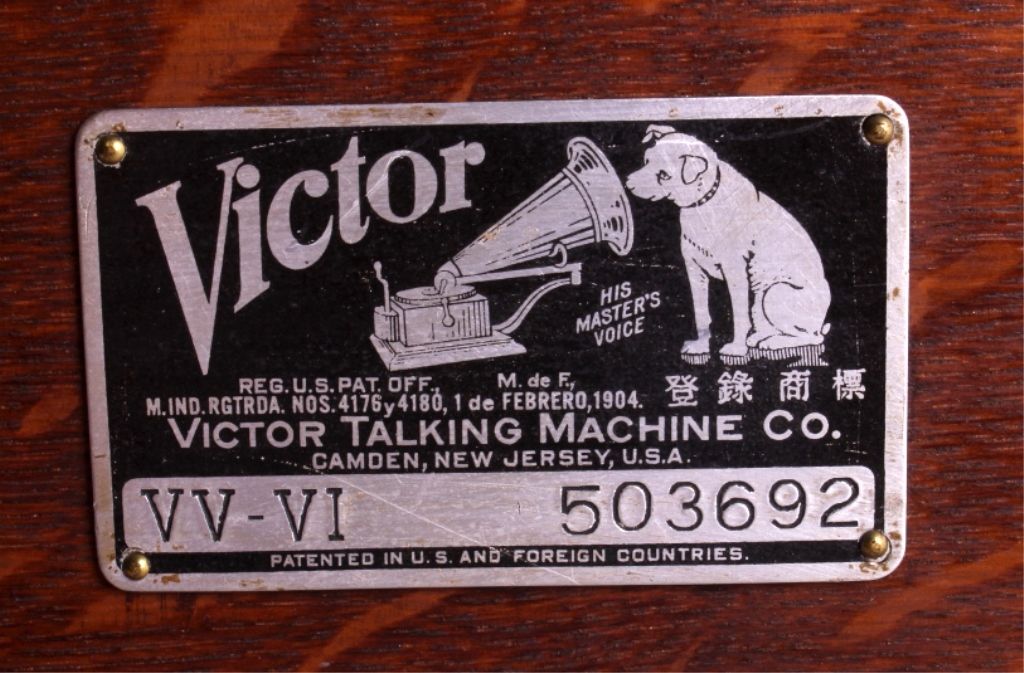 Victor
HIS
MASTER'S
VOICE
REG. U.S. PAT. OFF., M. de F.,
M.IND.RGTRDA. NOS. 4176 y 4180, 1 de FEBRERO, 1904.
登錄商標
VICTOR TALKING MACHINE CO.
CAMDEN, NEW JERSEY, U.S.A.
VV-VI 503692
PATENTED IN U.S. AND FOREIGN COUNTRIES.